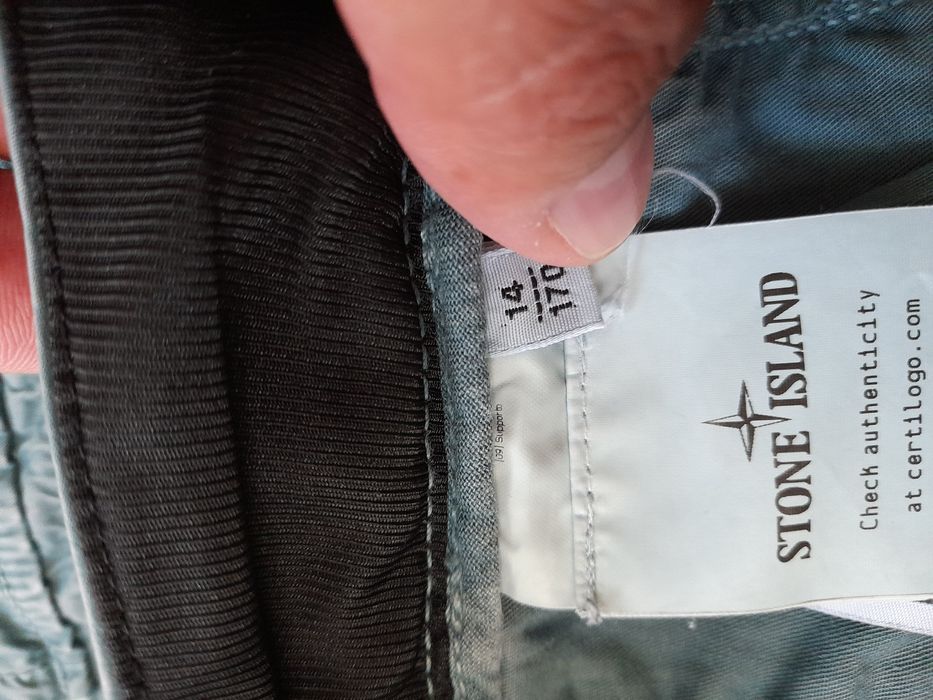 14
170
STONE ISLAND
Check authenticity
at certilogo.com